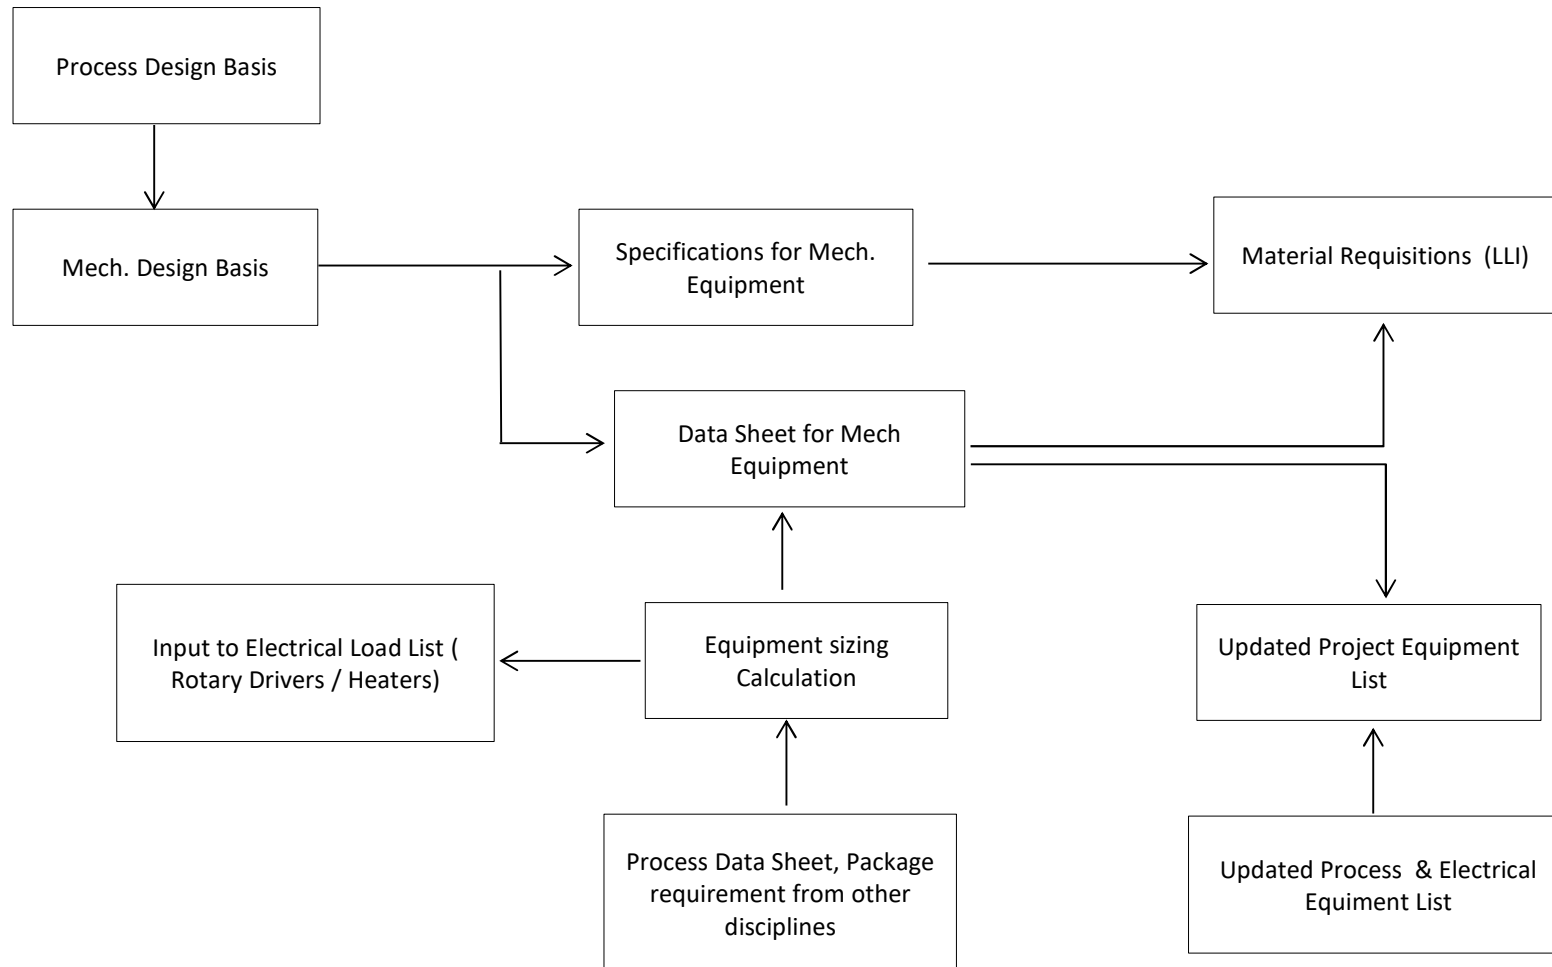 Process Design Basis
Mech. Design Basis
Specifications for Mech.
Equipment
Material Requisitions  (LLI)
Data Sheet for Mech
Equipment
Input to Electrical Load List (
Rotary Drivers / Heaters)
Equipment sizing
Calculation
Updated Project Equipment
List
Process Data Sheet, Package
requirement from other
disciplines
Updated Process  & Electrical
Equiment List